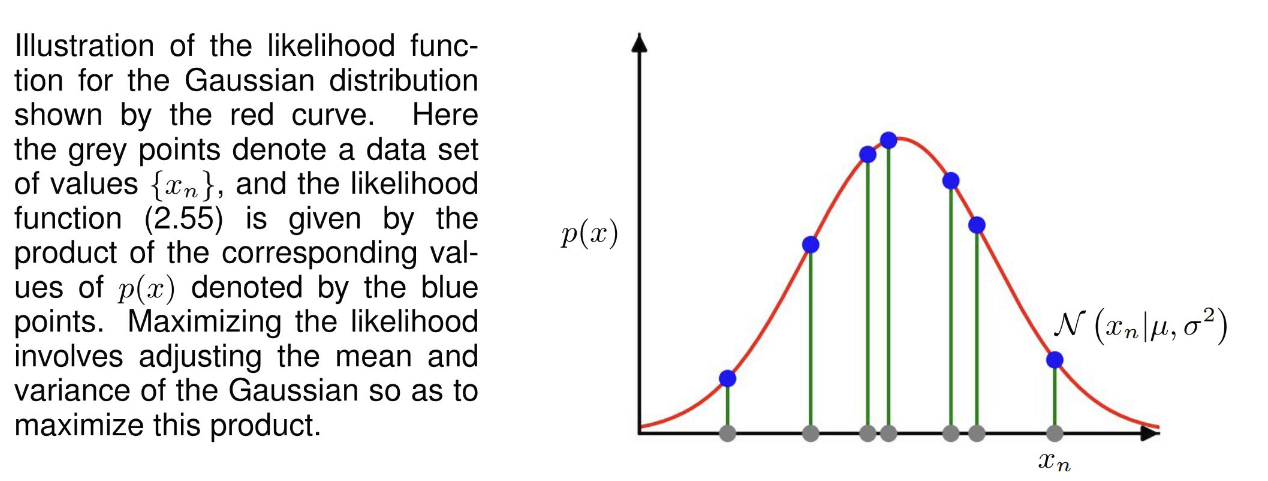 Illustration of the likelihood func-
tion for the Gaussian distribution
shown by the red curve. Here
the grey points denote a data set
of values {xₙ}, and the likelihood
function (2.55) is given by the
product of the corresponding val-
ues of p(x) denoted by the blue
points. Maximizing the likelihood
involves adjusting the mean and
variance of the Gaussian so as to
maximize this product.
p(x)
𝒩 (xₙ|μ, σ²)
xₙ